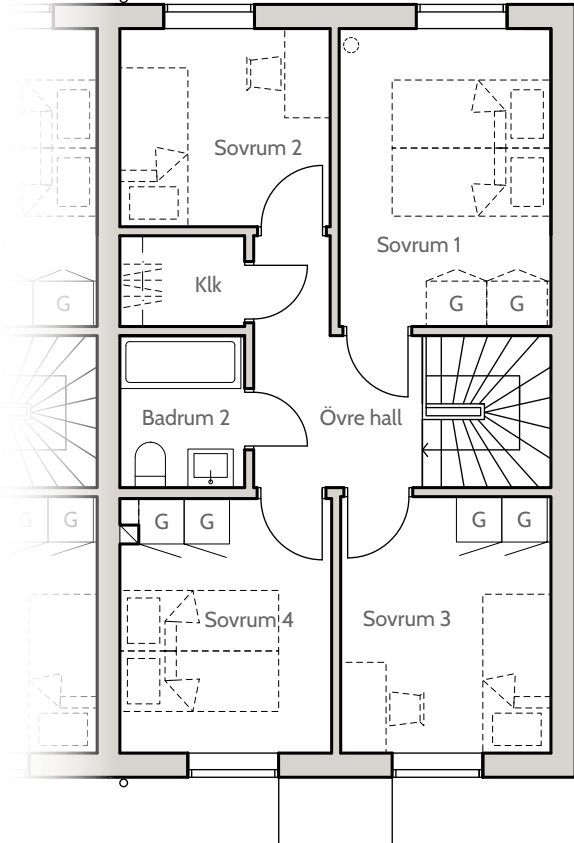 Sovrum 2
Sovrum 1
Klk
G
G G
Badrum 2
Övre hall
G G
G G
G G
Sovrum 4
Sovrum 3